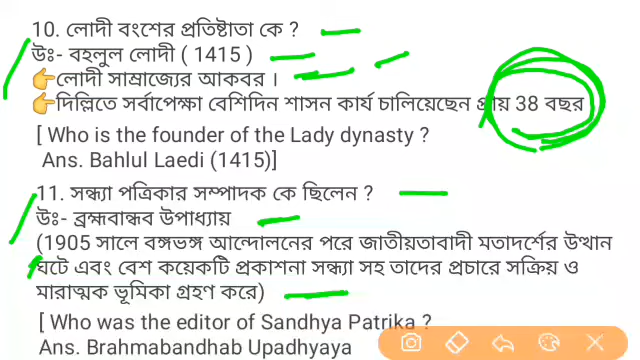 10. লোদী বংশের প্রতিষ্টাতা কে ?
উঃ- বহলুল লোদী ( 1415 )
👉লোদী সাম্রাজ্যের আকবর ।
👉দিল্লিতে সর্বাপেক্ষা বেশিদিন শাসন কার্য চালিয়েছেন প্রায় 38 বছর
[ Who is the founder of the Lady dynasty ?
Ans. Bahlul Laedi (1415)]
11. সন্ধ্যা পত্রিকার সম্পাদক কে ছিলেন ?
উঃ- ব্রহ্মবান্ধব উপাধ্যায়
(1905 সালে বঙ্গভঙ্গ আন্দোলনের পরে জাতীয়তাবাদী মতাদর্শের উত্থান
ঘটে এবং বেশ কয়েকটি প্রকাশনা সন্ধ্যা সহ তাদের প্রচারে সক্রিয় ও
মারাত্মক ভূমিকা গ্রহণ করে)
[ Who was the editor of Sandhya Patrika ?
Ans. Brahmabandhab Upadhyaya